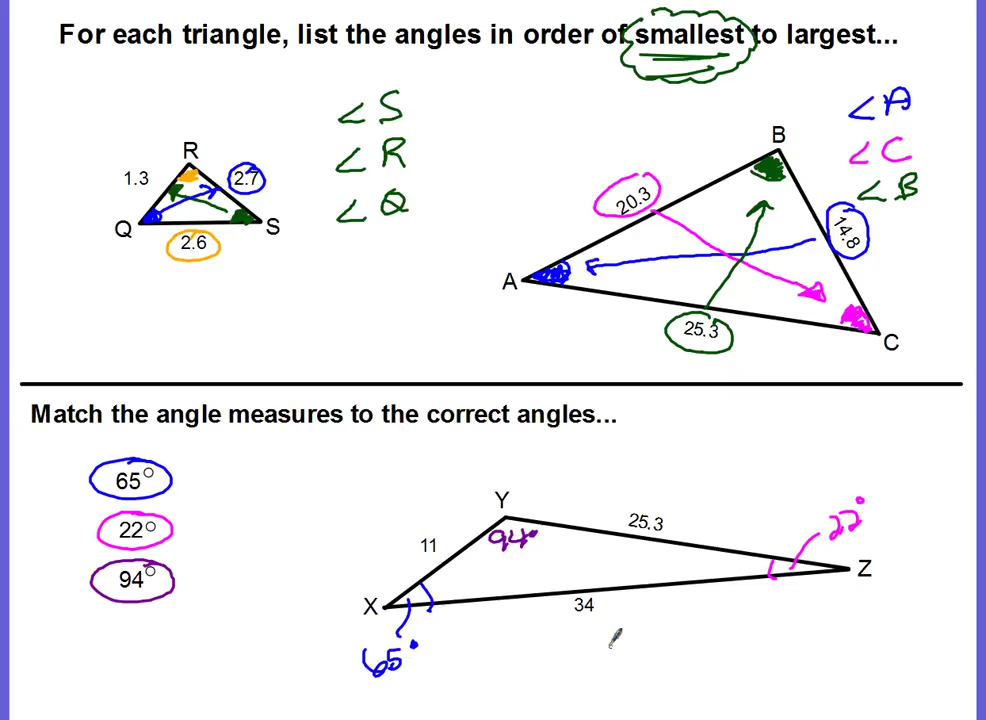 For each triangle, list the angles in order of smallest to largest...
∠S
∠R
∠Q
R
1.3
2.7
Q
S
2.6
∠A
∠C
∠B
B
20.3
14.8
A
25.3
C
Match the angle measures to the correct angles...
65°
22°
94°
Y
94°
25.3
22°
11
Z
X
34
65°